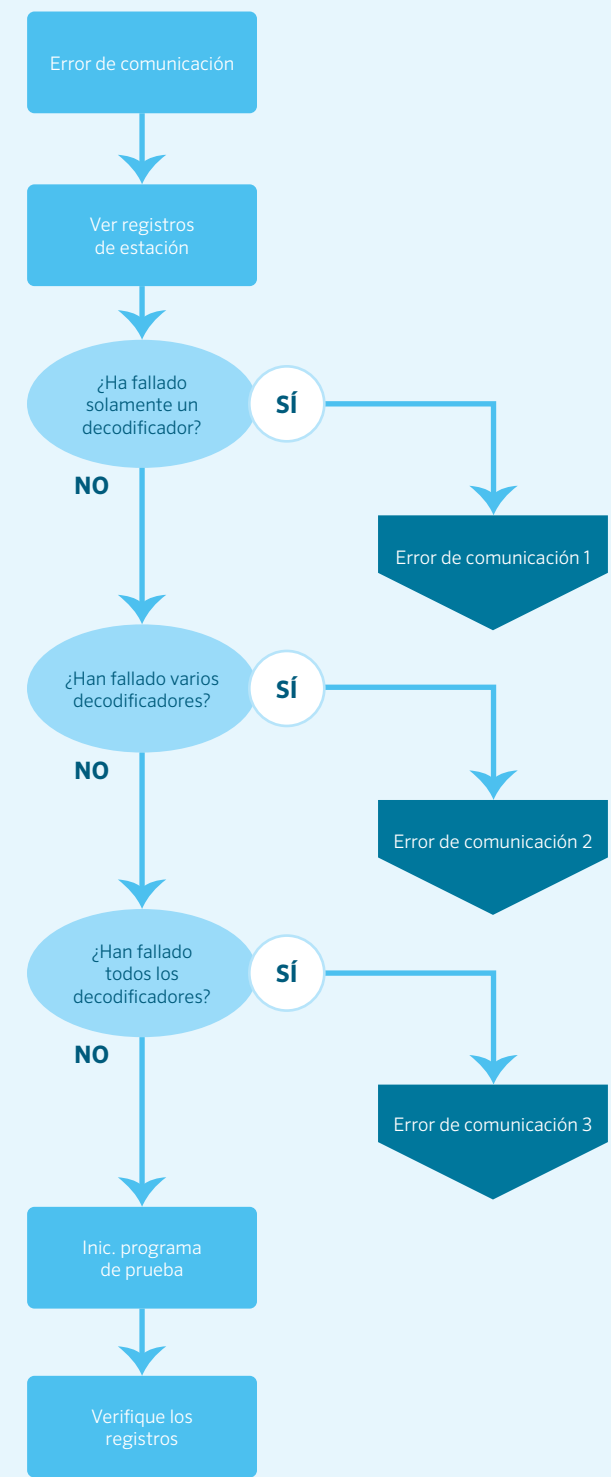 Error de comunicación
Ver registros
de estación
¿Ha fallado
solamente un
decodificador?
SÍ
NO
Error de comunicación 1
¿Han fallado varios
decodificadores?
SÍ
NO
Error de comunicación 2
¿Han fallado
todos los
decodificadores?
SÍ
NO
Error de comunicación 3
Inic. programa
de prueba
Verifique los
registros